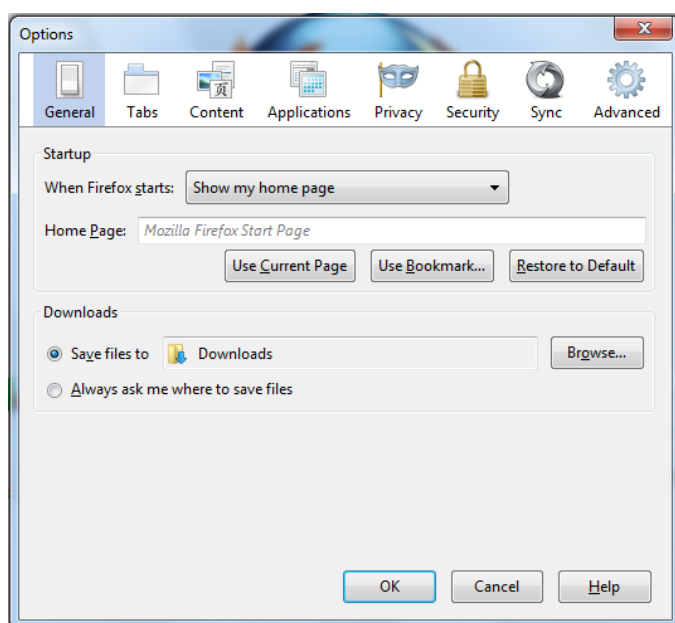 Options
General Tabs Content Applications Privacy Security Sync Advanced
Startup
When Firefox starts: Show my home page
Home Page: Mozilla Firefox Start Page
Use Current Page Use Bookmark... Restore to Default
Downloads
Save files to Downloads Browse...
Always ask me where to save files
OK Cancel Help